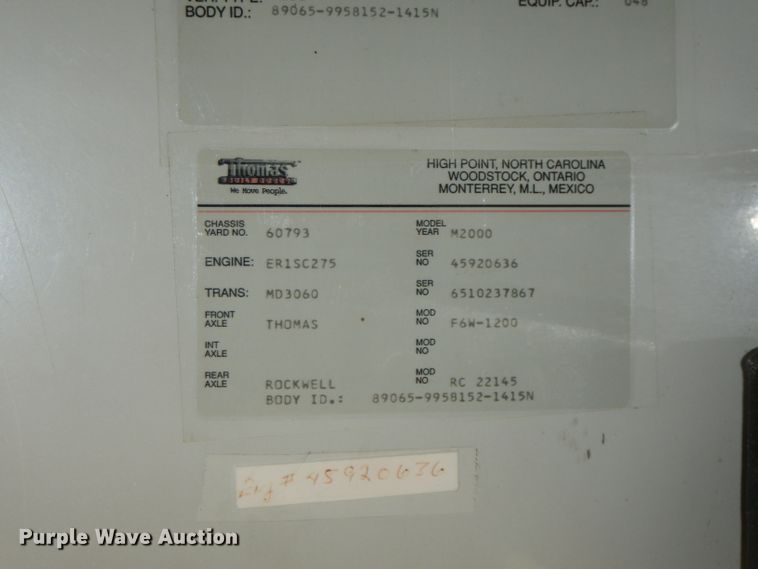 BODY ID.: 89065-9958152-1415N
EQUIP. CAP.: 048
Thomas
BUILT BUSES
We Move People.
HIGH POINT, NORTH CAROLINA
WOODSTOCK, ONTARIO
MONTERREY, M.L., MEXICO
CHASSIS YARD NO. 60793 MODEL YEAR M2000
ENGINE: ER1SC275 SER NO 45920636
TRANS: MD3060 SER NO 6510237867
FRONT AXLE THOMAS MOD NO F6W-1200
INT AXLE MOD NO
REAR AXLE ROCKWELL MOD NO RC 22145
BODY ID.: 89065-9958152-1415N
# 45920636
Purple Wave Auction